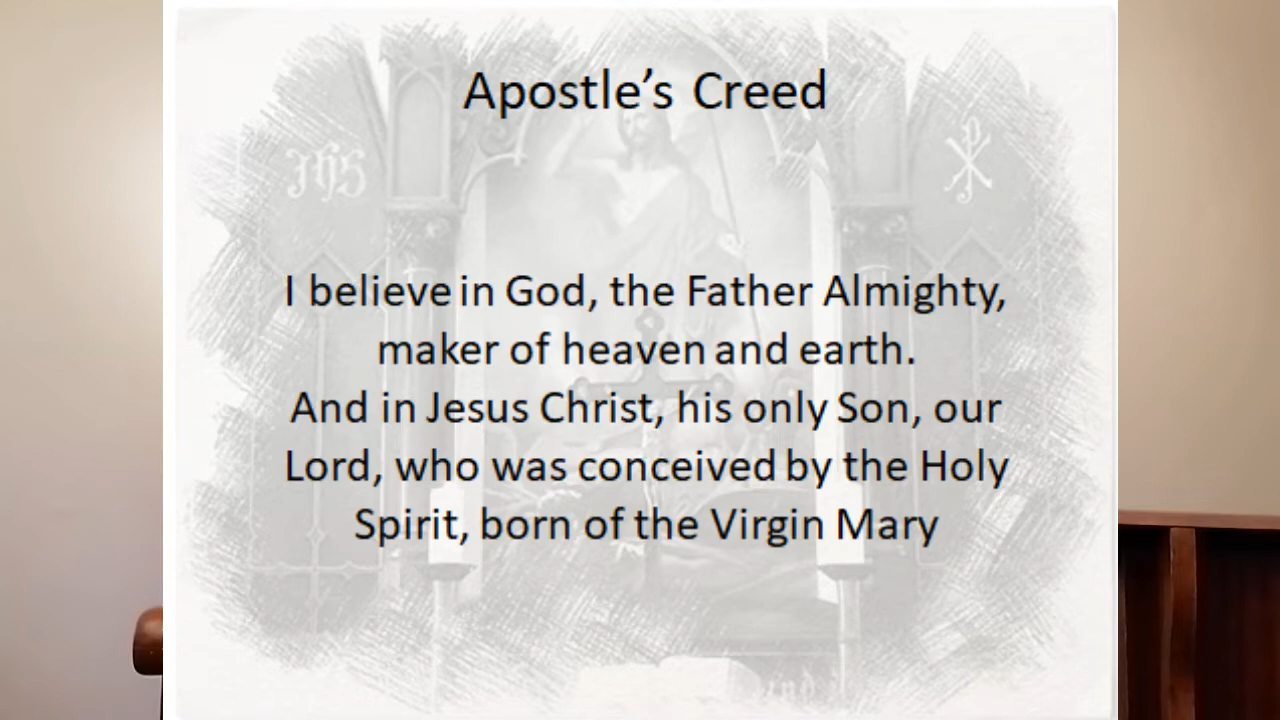 Apostle’s Creed
JHS
I believe in God, the Father Almighty,
maker of heaven and earth.
And in Jesus Christ, his only Son, our
Lord, who was conceived by the Holy
Spirit, born of the Virgin Mary